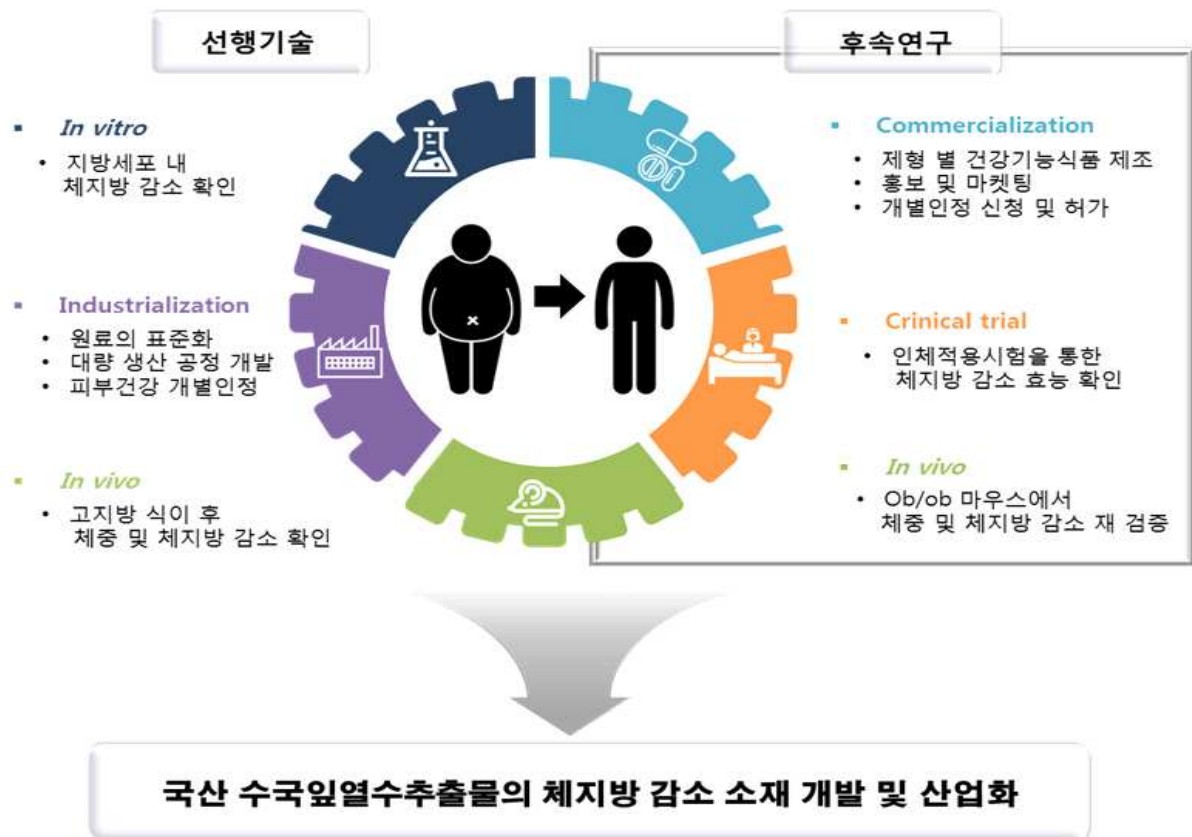 선행기술
▪ In vitro
• 지방세포 내
체지방 감소 확인
▪ Industrialization
• 원료의 표준화
• 대량 생산 공정 개발
• 피부건강 개별인정
▪ In vivo
• 고지방 식이 후
체중 및 체지방 감소 확인
후속연구
▪ Commercialization
• 제형 별 건강기능식품 제조
• 홍보 및 마켓팅
• 개별인정 신청 및 허가
▪ Crinical trial
• 인체적용시험을 통한
체지방 감소 효능 확인
▪ In vivo
• Ob/ob 마우스에서
체중 및 체지방 감소 재 검증
국산 수국잎열수추출물의 체지방 감소 소재 개발 및 산업화